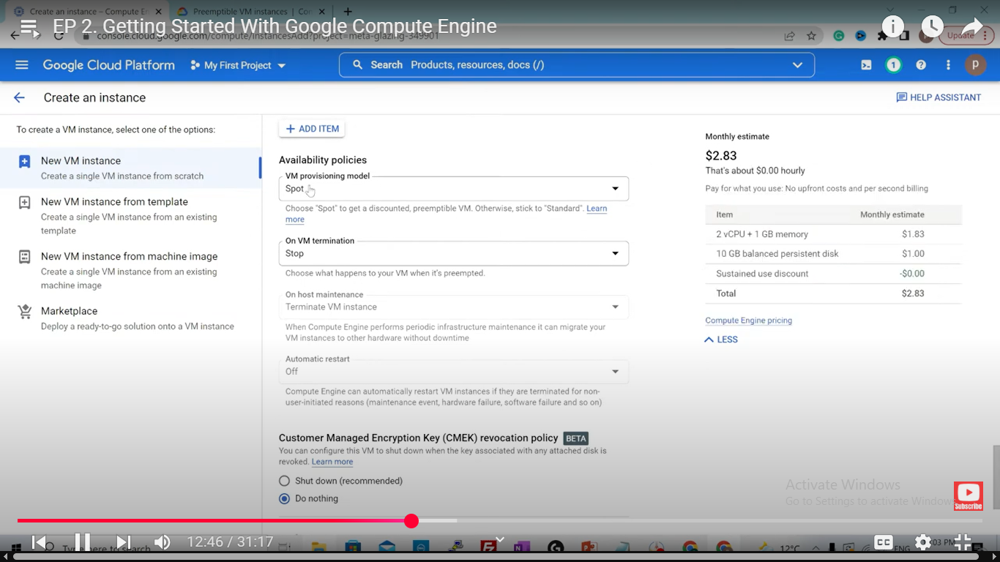 Create an instance – Compute En
Preemptible VM instances | Con
EP 2. Getting Started With Google Compute Engine
console.cloud.google.com/compute/instancesAdd?project=meta-glazing-349901
Update
Google Cloud Platform
My First Project
Search Products, resources, docs (/)
1
p
Create an instance
HELP ASSISTANT
To create a VM instance, select one of the options:
New VM instance
Create a single VM instance from scratch
New VM instance from template
Create a single VM instance from an existing
template
New VM instance from machine image
Create a single VM instance from an existing
machine image
Marketplace
Deploy a ready-to-go solution onto a VM instance
ADD ITEM
Availability policies
VM provisioning model
Spot
Choose "Spot" to get a discounted, preemptible VM. Otherwise, stick to "Standard". Learn
more
On VM termination
Stop
Choose what happens to your VM when it's preempted.
On host maintenance
Terminate VM instance
When Compute Engine performs periodic infrastructure maintenance it can migrate your
VM instances to other hardware without downtime
Automatic restart
Off
Compute Engine can automatically restart VM instances if they are terminated for non-
user-initiated reasons (maintenance event, hardware failure, software failure and so on)
Customer Managed Encryption Key (CMEK) revocation policy BETA
You can configure this VM to shut down when the key associated with any attached disk is
revoked. Learn more
Shut down (recommended)
Do nothing
Monthly estimate
$2.83
That's about $0.00 hourly
Pay for what you use: No upfront costs and per second billing
Item Monthly estimate
2 vCPU + 1 GB memory $1.83
10 GB balanced persistent disk $1.00
Sustained use discount -$0.00
Total $2.83
Compute Engine pricing
LESS
Activate Windows
Go to Settings to activate Windows
Subscribe
12:46 / 31:17
Type here to search
12°C
ENG
:03 PM
CC